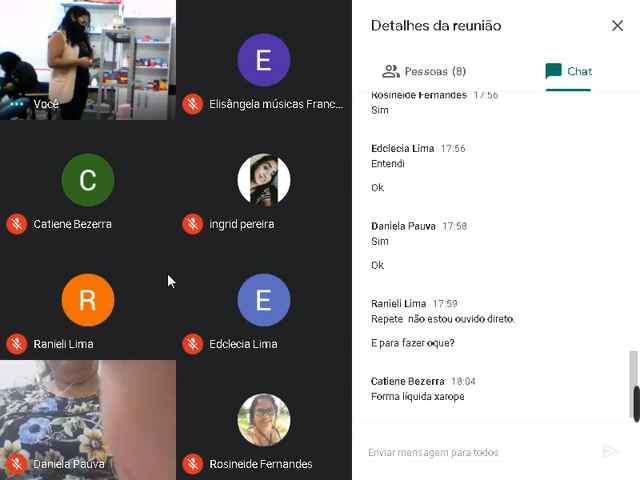 Você
E
Elisângela músicas Franc...
C
Catiene Bezerra
ingrid pereira
R
Ranieli Lima
E
Edclecia Lima
Daniela Pauva
Rosineide Fernandes
Detalhes da reunião
Pessoas (8)
Chat
Rosineide Fernandes 17:56
Sim
Edclecia Lima 17:56
Entendi
Ok
Daniela Pauva 17:58
Sim
Ok
Ranieli Lima 17:59
Repete não estou ouvido direto.
E para fazer oque?
Catiene Bezerra 18:04
Forma líquida xarope
Enviar mensagem para todos